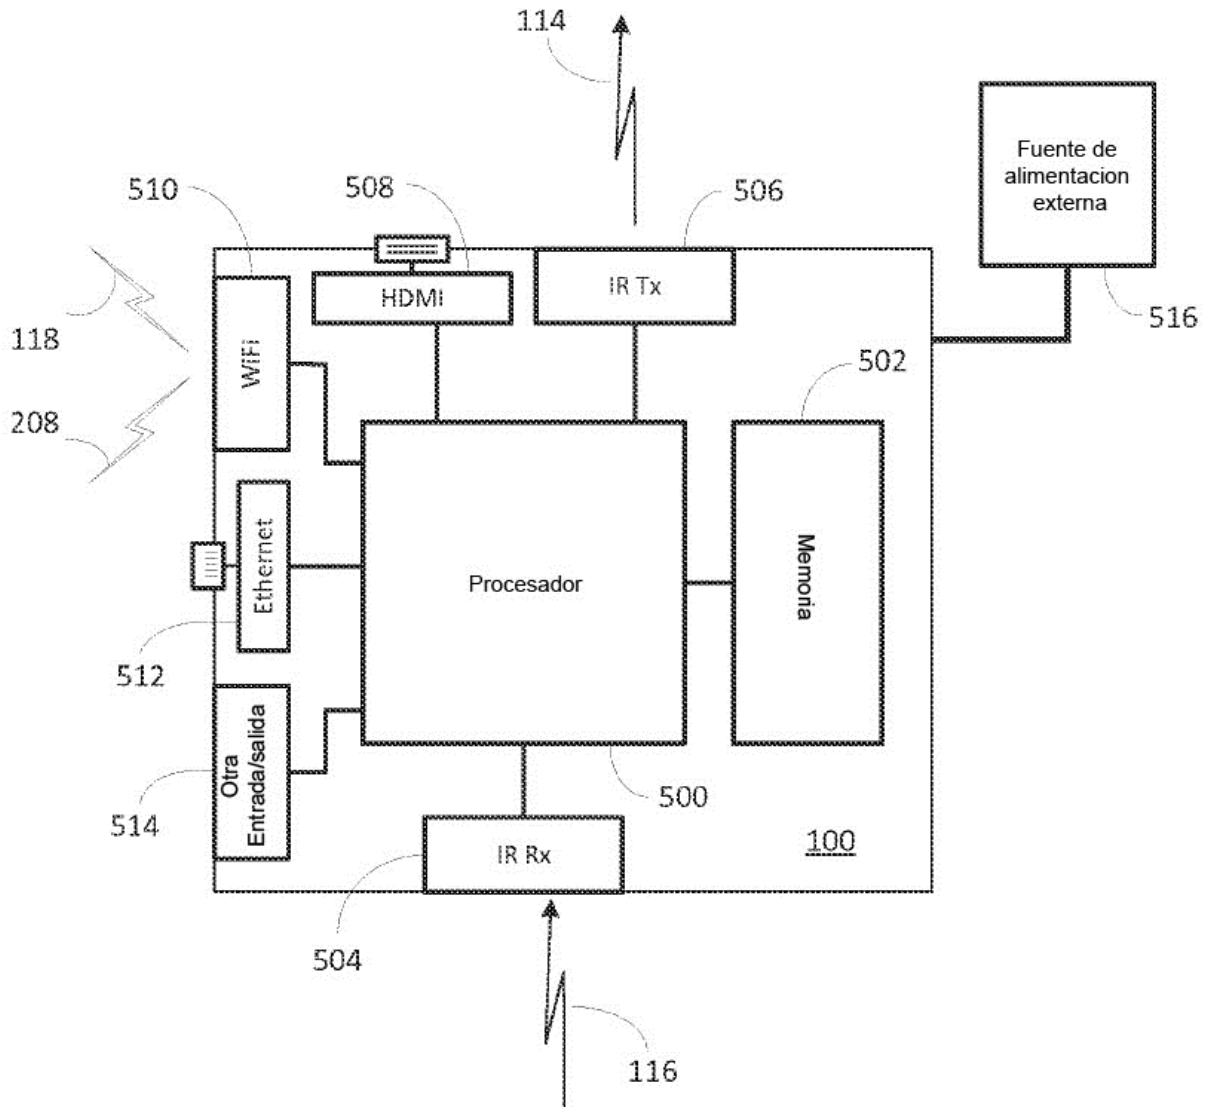 114
Fuente de
alimentacion
externa
510
508
506
HDMI
IR Tx
516
118
WiFi
502
208
Ethernet
Procesador
Memoria
512
Otra
Entrada/salida
514
500
100
IR Rx
504
116